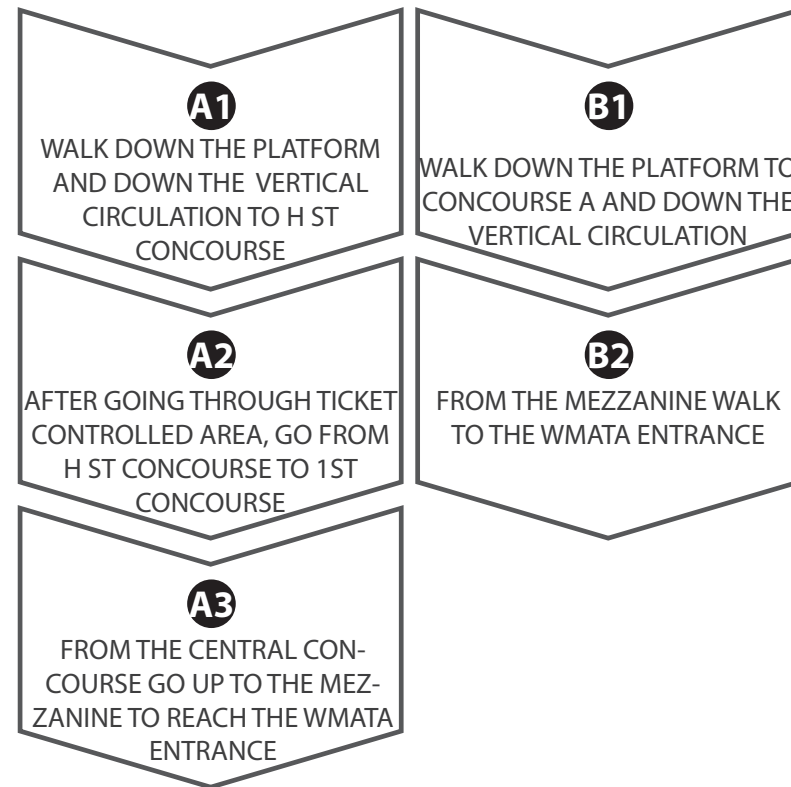 A1
WALK DOWN THE PLATFORM
AND DOWN THE VERTICAL
CIRCULATION TO H ST
CONCOURSE
B1
WALK DOWN THE PLATFORM TO
CONCOURSE A AND DOWN THE
VERTICAL CIRCULATION
A2
AFTER GOING THROUGH TICKET
CONTROLLED AREA, GO FROM
H ST CONCOURSE TO 1ST
CONCOURSE
B2
FROM THE MEZZANINE WALK
TO THE WMATA ENTRANCE
A3
FROM THE CENTRAL CON-
COURSE GO UP TO THE MEZ-
ZANINE TO REACH THE WMATA
ENTRANCE